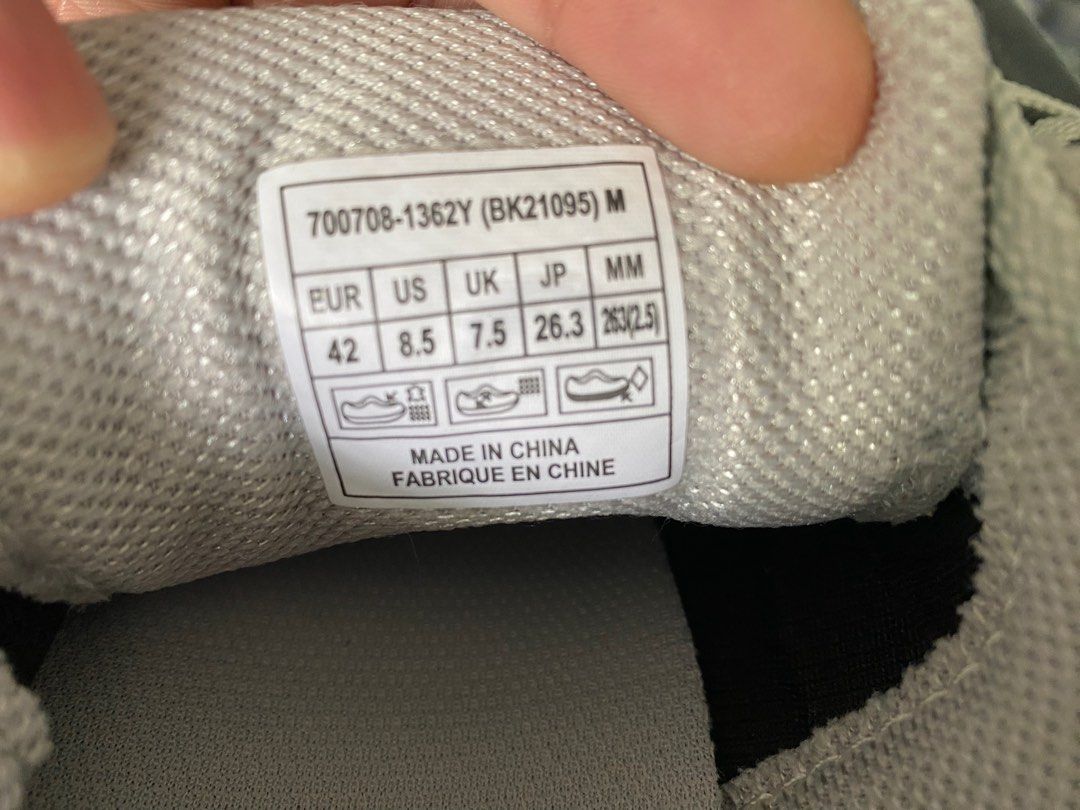 700708-1362Y (BK21095) M
EUR US UK JP MM
42 8.5 7.5 26.3 263(2.5)
MADE IN CHINA
FABRIQUE EN CHINE